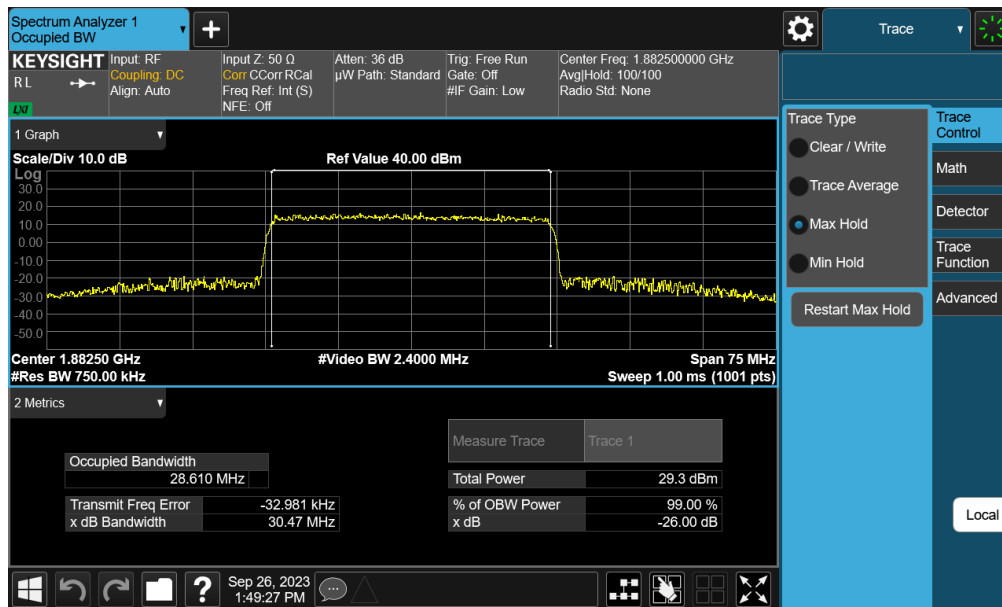 Spectrum Analyzer 1
Occupied BW
+
Trace
KEYSIGHT
R L
LXI
Input: RF
Coupling: DC
Align: Auto
Input Z: 50 Ω
Corr CCorr RCal
Freq Ref: Int (S)
NFE: Off
Atten: 36 dB
µW Path: Standard
Trig: Free Run
Gate: Off
#IF Gain: Low
Center Freq: 1.882500000 GHz
Avg|Hold: 100/100
Radio Std: None
1 Graph
Scale/Div 10.0 dB
Ref Value 40.00 dBm
Log
30.0
20.0
10.0
0.00
-10.0
-20.0
-30.0
-40.0
-50.0
Center 1.88250 GHz
#Video BW 2.4000 MHz
Span 75 MHz
#Res BW 750.00 kHz
Sweep 1.00 ms (1001 pts)
2 Metrics
Measure Trace
Trace 1
Occupied Bandwidth
28.610 MHz
Total Power
29.3 dBm
Transmit Freq Error
-32.981 kHz
% of OBW Power
99.00 %
x dB Bandwidth
30.47 MHz
x dB
-26.00 dB
Trace Type
Clear / Write
Trace Average
Max Hold
Min Hold
Restart Max Hold
Trace
Control
Math
Detector
Trace
Function
Advanced
Local
?
Sep 26, 2023
1:49:27 PM